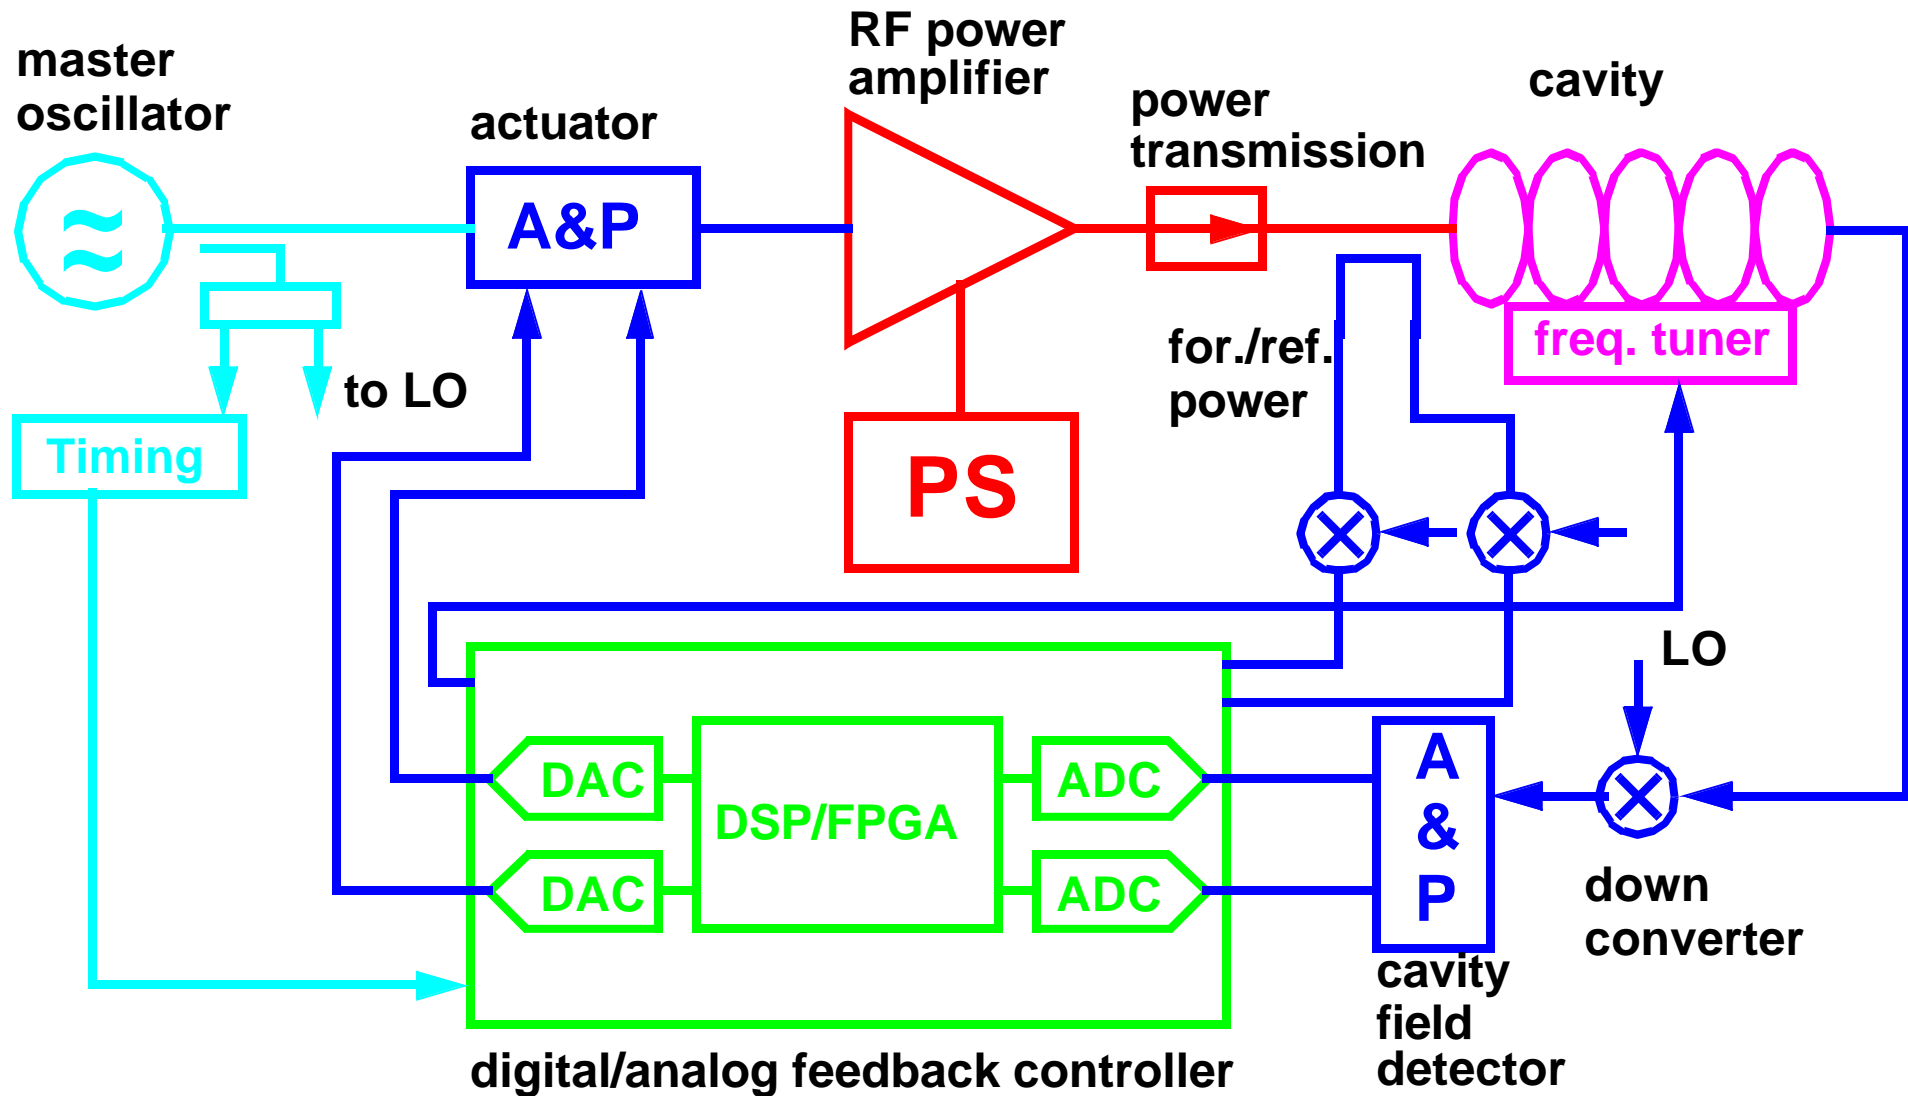 master
oscillator
actuator
RF power
amplifier
power
transmission
cavity
A&P
freq. tuner
for./ref.
power
to LO
Timing
PS
LO
DAC
DSP/FPGA
ADC
DAC
ADC
A
&
P
down
converter
cavity
field
detector
digital/analog feedback controller